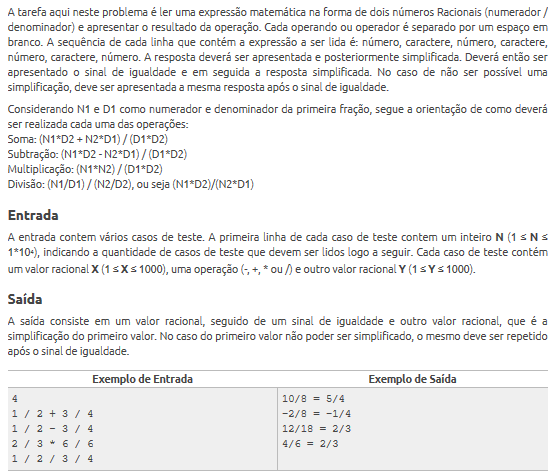 A tarefa aqui neste problema é ler uma expressão matemática na forma de dois números Racionais (numerador /
denominador) e apresentar o resultado da operação. Cada operando ou operador é separado por um espaço em
branco. A sequência de cada linha que contém a expressão a ser lida é: número, caractere, número, caractere,
número, caractere, número. A resposta deverá ser apresentada e posteriormente simplificada. Deverá então ser
apresentado o sinal de igualdade e em seguida a resposta simplificada. No caso de não ser possível uma
simplificação, deve ser apresentada a mesma resposta após o sinal de igualdade.
Considerando N1 e D1 como numerador e denominador da primeira fração, segue a orientação de como deverá
ser realizada cada uma das operações:
Soma: (N1*D2 + N2*D1) / (D1*D2)
Subtração: (N1*D2 - N2*D1) / (D1*D2)
Multiplicação: (N1*N2) / (D1*D2)
Divisão: (N1/D1) / (N2/D2), ou seja (N1*D2)/(N2*D1)
Entrada
A entrada contem vários casos de teste. A primeira linha de cada caso de teste contem um inteiro N (1 ≤ N ≤
1*10⁴), indicando a quantidade de casos de teste que devem ser lidos logo a seguir. Cada caso de teste contém
um valor racional X (1 ≤ X ≤ 1000), uma operação (-, +, * ou /) e outro valor racional Y (1 ≤ Y ≤ 1000).
Saída
A saída consiste em um valor racional, seguido de um sinal de igualdade e outro valor racional, que é a
simplificação do primeiro valor. No caso do primeiro valor não poder ser simplificado, o mesmo deve ser repetido
após o sinal de igualdade.
Exemplo de Entrada Exemplo de Saída
4 10/8 = 5/4
1 / 2 + 3 / 4 -2/8 = -1/4
1 / 2 - 3 / 4 12/18 = 2/3
2 / 3 * 6 / 6 4/6 = 2/3
1 / 2 / 3 / 4